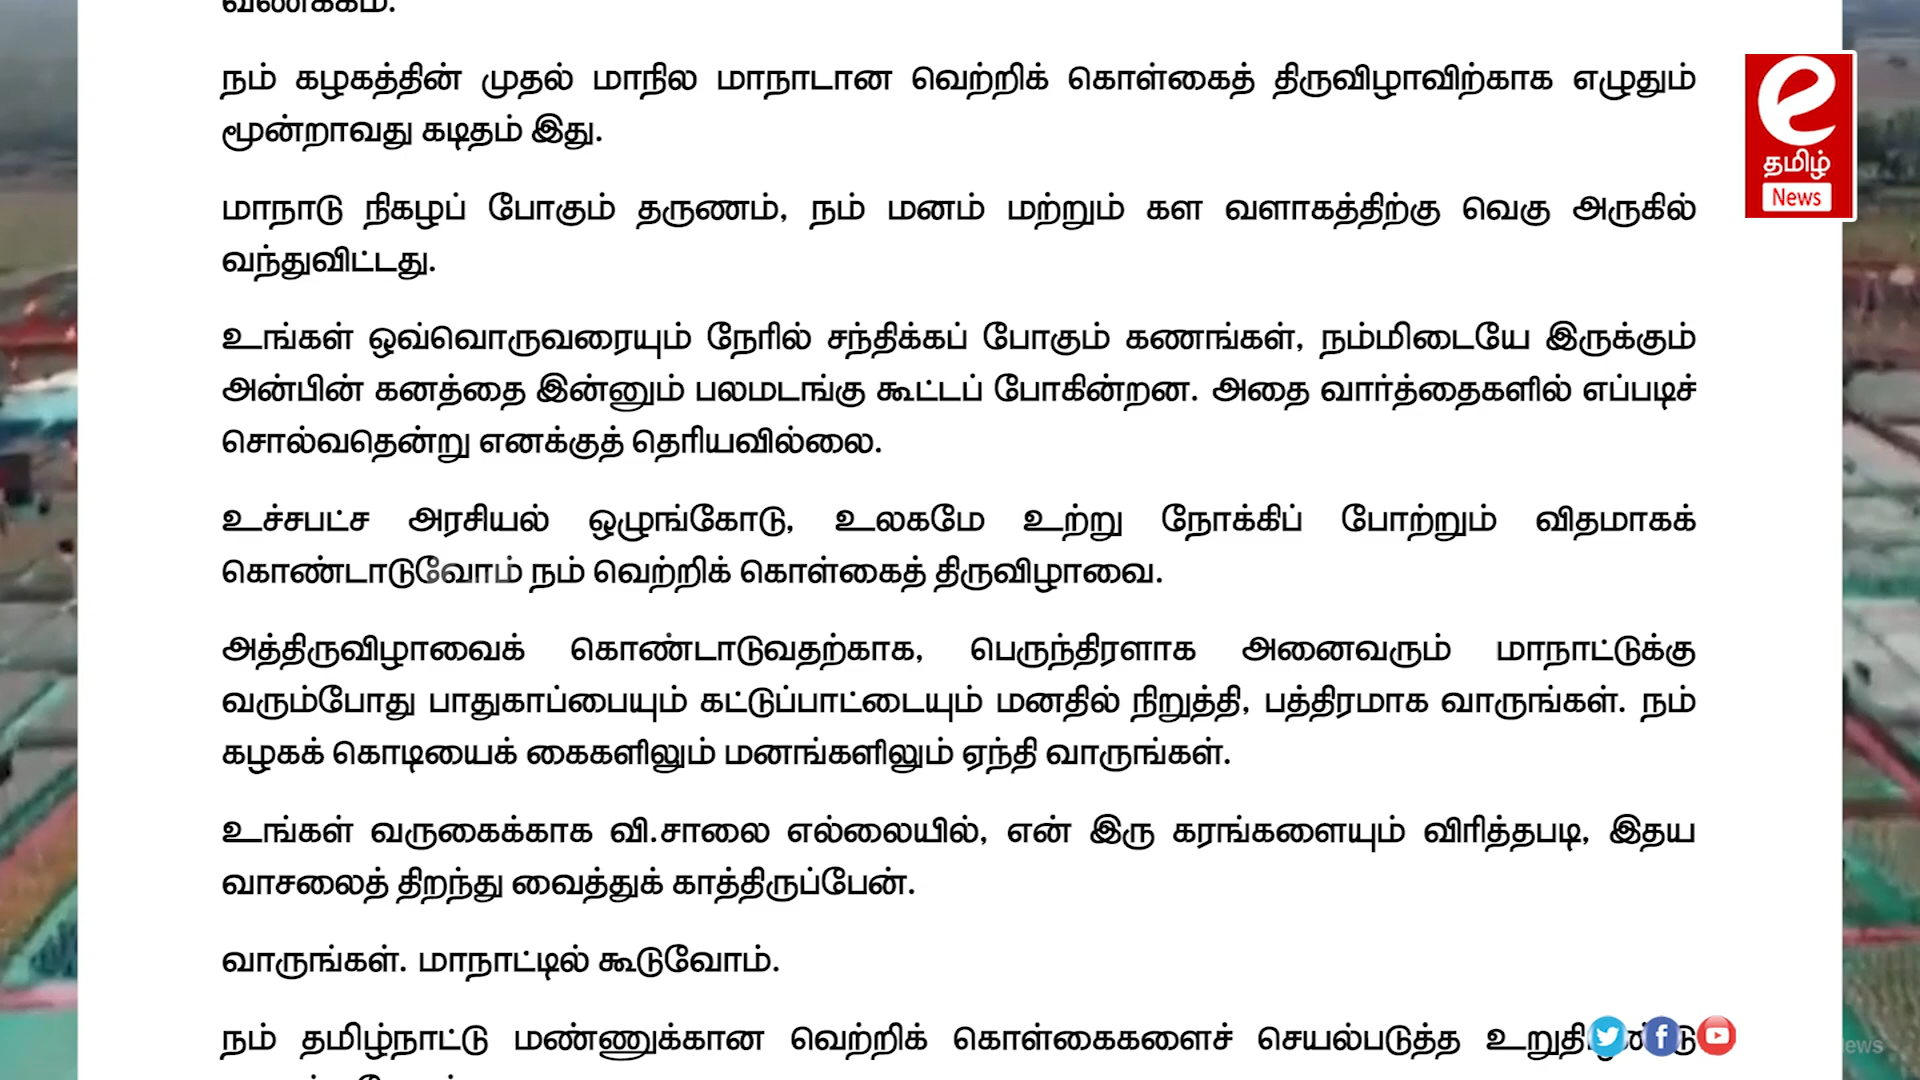 வணக்கம்.
நம் கழகத்தின் முதல் மாநில மாநாடான வெற்றிக் கொள்கைத் திருவிழாவிற்காக எழுதும்
மூன்றாவது கடிதம் இது.
மாநாடு நிகழப் போகும் தருணம், நம் மனம் மற்றும் கள வளாகத்திற்கு வெகு அருகில்
வந்துவிட்டது.
உங்கள் ஒவ்வொருவரையும் நேரில் சந்திக்கப் போகும் கணங்கள், நம்மிடையே இருக்கும்
அன்பின் கனத்தை இன்னும் பலமடங்கு கூட்டப் போகின்றன. அதை வார்த்தைகளில் எப்படிச்
சொல்வதென்று எனக்குத் தெரியவில்லை.
உச்சபட்ச அரசியல் ஒழுங்கோடு, உலகமே உற்று நோக்கிப் போற்றும் விதமாகக்
கொண்டாடுவோம் நம் வெற்றிக் கொள்கைத் திருவிழாவை.
அத்திருவிழாவைக் கொண்டாடுவதற்காக, பெருந்திரளாக அனைவரும் மாநாட்டுக்கு
வரும்போது பாதுகாப்பையும் கட்டுப்பாட்டையும் மனதில் நிறுத்தி, பத்திரமாக வாருங்கள். நம்
கழகக் கொடியைக் கைகளிலும் மனங்களிலும் ஏந்தி வாருங்கள்.
உங்கள் வருகைக்காக வி.சாலை எல்லையில், என் இரு கரங்களையும் விரித்தபடி, இதய
வாசலைத் திறந்து வைத்துக் காத்திருப்பேன்.
வாருங்கள். மாநாட்டில் கூடுவோம்.
நம் தமிழ்நாட்டு மண்ணுக்கான வெற்றிக் கொள்கைகளைச் செயல்படுத்த
e
தமிழ்
News